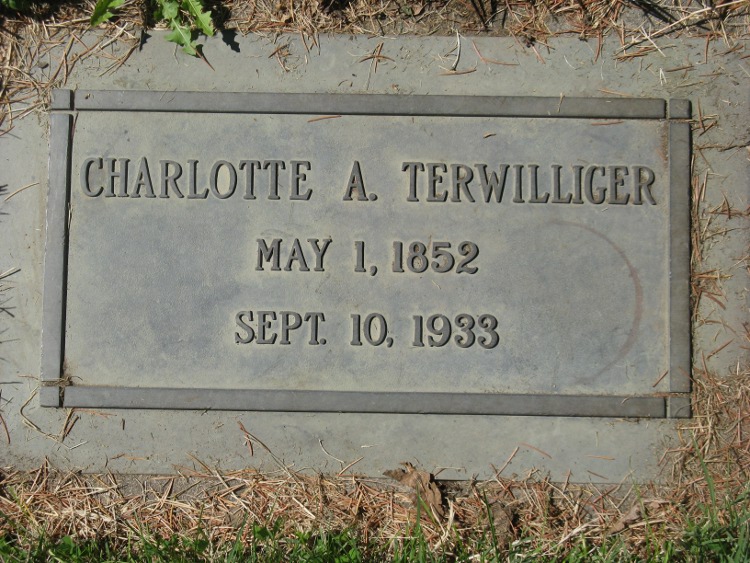 CHARLOTTE A. TERWILLIGER
MAY 1, 1852
SEPT. 10, 1933